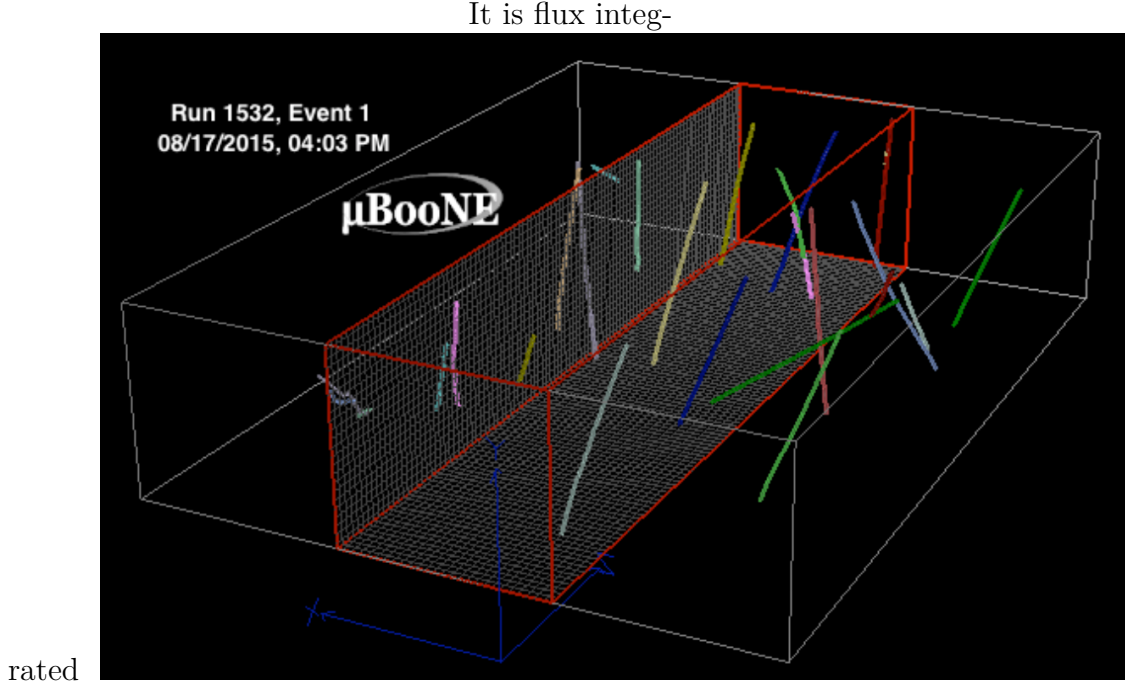 It is flux integ-
Run 1532, Event 1
08/17/2015, 04:03 PM
µBooNE
rated